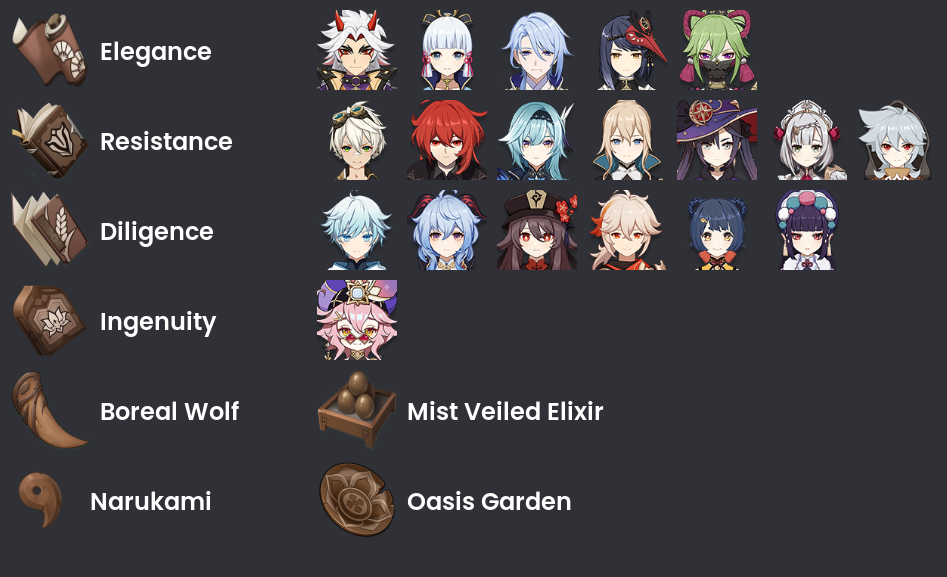 Elegance
Resistance
Diligence
Ingenuity
Boreal Wolf
Mist Veiled Elixir
Narukami
Oasis Garden